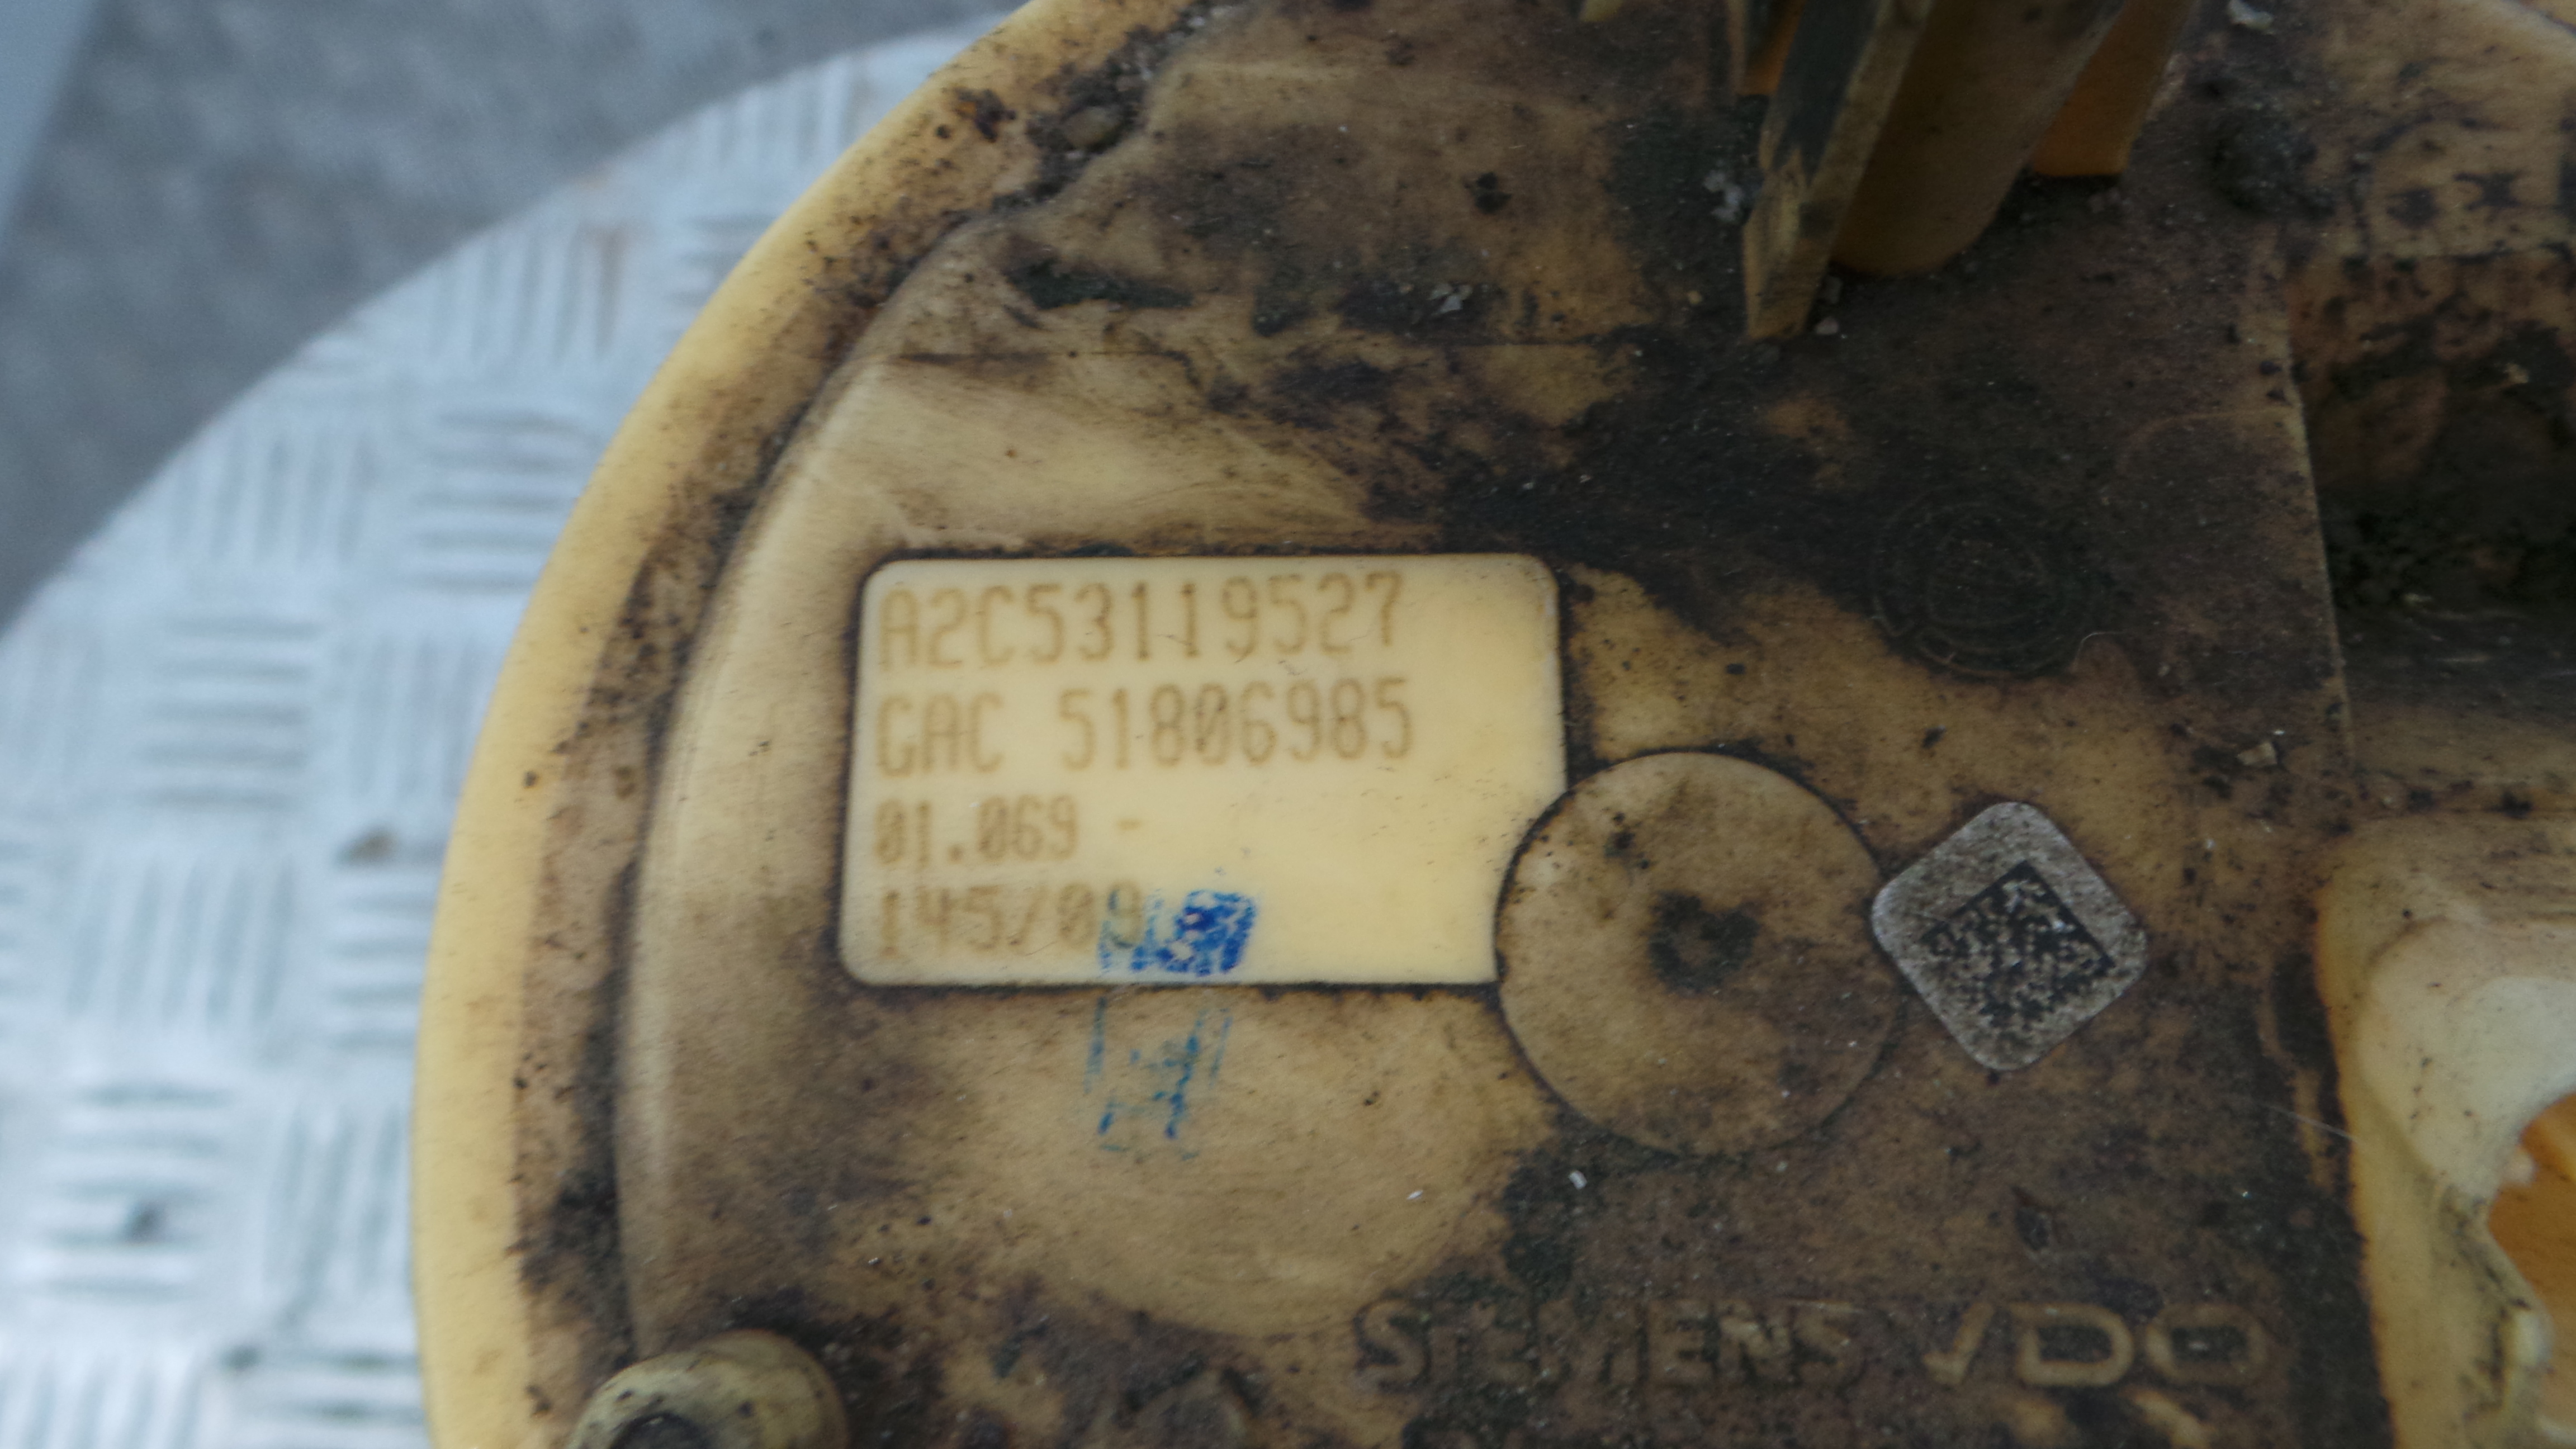 A2C53119527
GAC 51806985
01.069 -
145/09
SIEMENS VDO